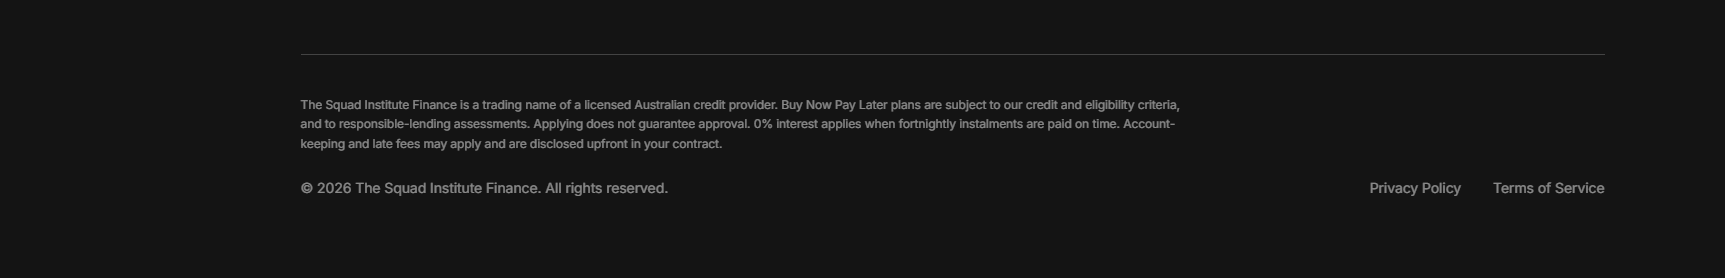 The Squad Institute Finance is a trading name of a licensed Australian credit provider. Buy Now Pay Later plans are subject to our credit and eligibility criteria,
and to responsible-lending assessments. Applying does not guarantee approval. 0% interest applies when fortnightly instalments are paid on time. Account-
keeping and late fees may apply and are disclosed upfront in your contract.
© 2026 The Squad Institute Finance. All rights reserved.
Privacy Policy
Terms of Service